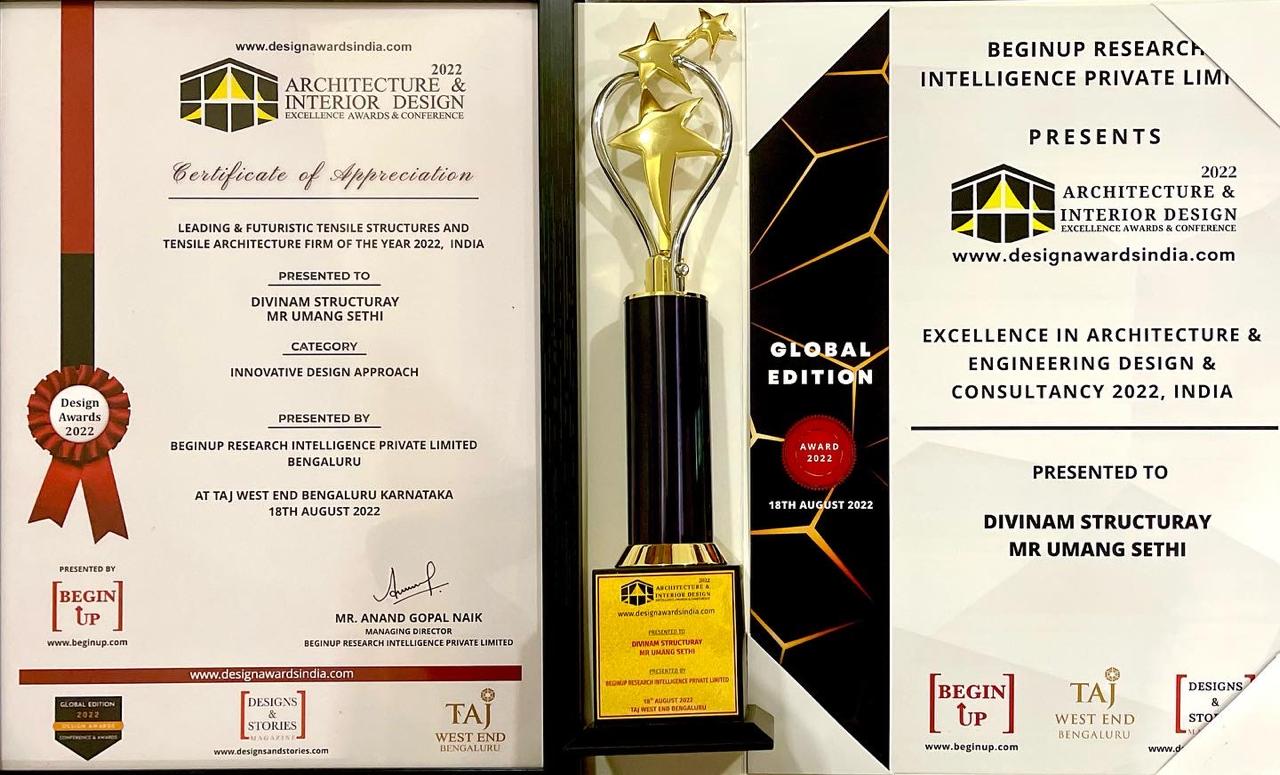 www.designawardsindia.com
2022
ARCHITECTURE &
INTERIOR DESIGN
EXCELLENCE AWARDS & CONFERENCE
Certificate of Appreciation
LEADING & FUTURISTIC TENSILE STRUCTURES AND
TENSILE ARCHITECTURE FIRM OF THE YEAR 2022, INDIA
PRESENTED TO
DIVINAM STRUCTURAY
MR UMANG SETHI
CATEGORY
INNOVATIVE DESIGN APPROACH
PRESENTED BY
BEGINUP RESEARCH INTELLIGENCE PRIVATE LIMITED
BENGALURU
AT TAJ WEST END BENGALURU KARNATAKA
18TH AUGUST 2022
Design
Awards
2022
PRESENTED BY
BEGIN
UP
www.beginup.com
MR. ANAND GOPAL NAIK
MANAGING DIRECTOR
BEGINUP RESEARCH INTELLIGENCE PRIVATE LIMITED
www.designawardsindia.com
GLOBAL EDITION
2022
DESIGN AWARDS
CONFERENCE & AWARDS
DESIGNS
&
STORIES
MAGAZINE
www.designsandstories.com
TAJ
WEST END
BENGALURU
2022
ARCHITECTURE &
INTERIOR DESIGN
EXCELLENCE AWARDS & CONFERENCE
www.designawardsindia.com
PRESENTED TO
DIVINAM STRUCTURAY
MR UMANG SETHI
PRESENTED BY
BEGINUP RESEARCH INTELLIGENCE PRIVATE LIMITED
18TH AUGUST 2022
TAJ WEST END BENGALURU
GLOBAL
EDITION
AWARD
2022
18TH AUGUST 2022
BEGINUP RESEARCH
INTELLIGENCE PRIVATE LIMI
PRESENTS
2022
ARCHITECTURE &
INTERIOR DESIGN
EXCELLENCE AWARDS & CONFERENCE
www.designawardsindia.com
EXCELLENCE IN ARCHITECTURE &
ENGINEERING DESIGN &
CONSULTANCY 2022, INDIA
PRESENTED TO
DIVINAM STRUCTURAY
MR UMANG SETHI
BEGIN
UP
www.beginup.com
TAJ
WEST END
BENGALURU
DESIGNS
&
STO
www.d